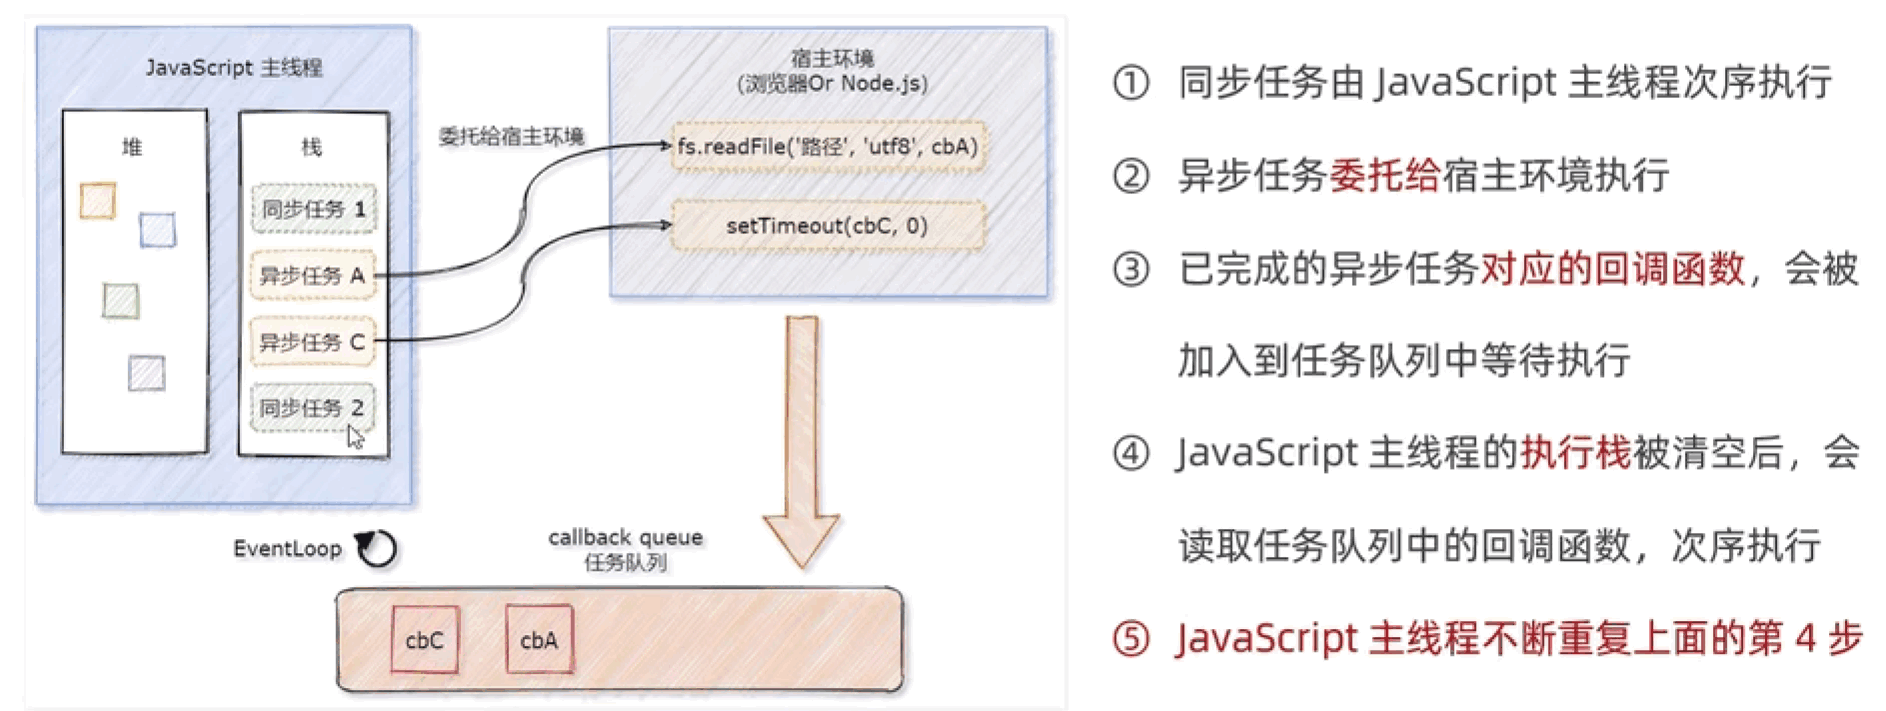 JavaScript 主线程
堆
栈
同步任务 1
异步任务 A
异步任务 C
同步任务 2
委托给宿主环境
宿主环境
(浏览器Or Node.js)
fs.readFile('路径', 'utf8', cbA)
setTimeout(cbC, 0)
EventLoop
callback queue
任务队列
cbC
cbA
① 同步任务由 JavaScript 主线程次序执行
② 异步任务委托给宿主环境执行
③ 已完成的异步任务对应的回调函数，会被
加入到任务队列中等待执行
④ JavaScript 主线程的执行栈被清空后，会
读取任务队列中的回调函数，次序执行
⑤ JavaScript 主线程不断重复上面的第 4 步